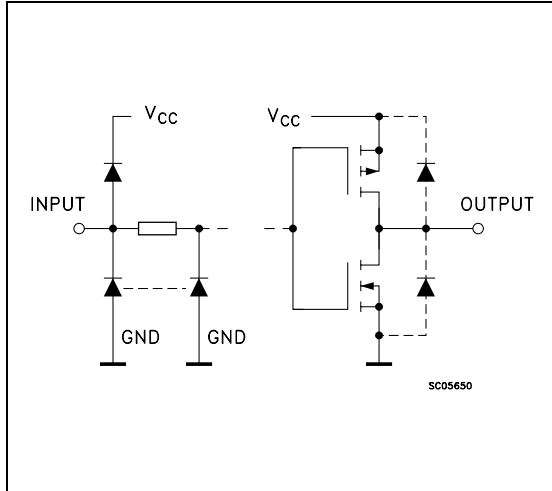 VCC
VCC
INPUT
OUTPUT
GND
GND
SC05650